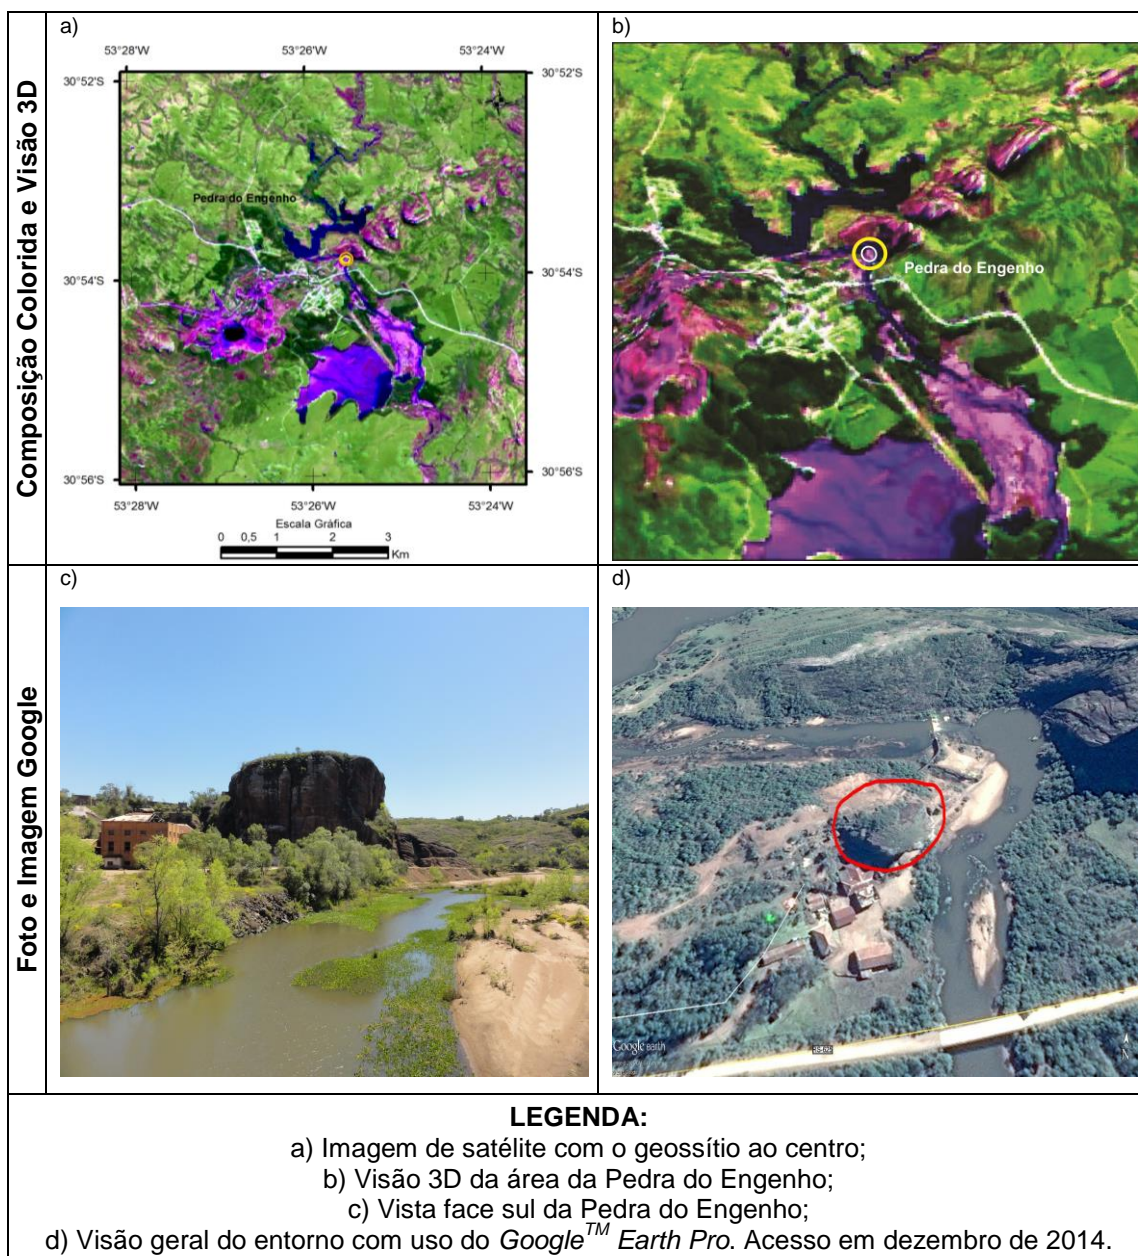 Composição Colorida e Visão 3D
a)
53°28'W 53°26'W 53°24'W
30°52'S 30°52'S
Pedra do Engenho
30°54'S 30°54'S
30°56'S 30°56'S
53°28'W 53°26'W 53°24'W
Escala Gráfica
0 0,5 1 2 3
Km
b)
Pedra do Engenho
Foto e Imagem Google
c)
d)
Google earth
RS-625
N
LEGENDA:
a) Imagem de satélite com o geossítio ao centro;
b) Visão 3D da área da Pedra do Engenho;
c) Vista face sul da Pedra do Engenho;
d) Visão geral do entorno com uso do Google™ Earth Pro. Acesso em dezembro de 2014.